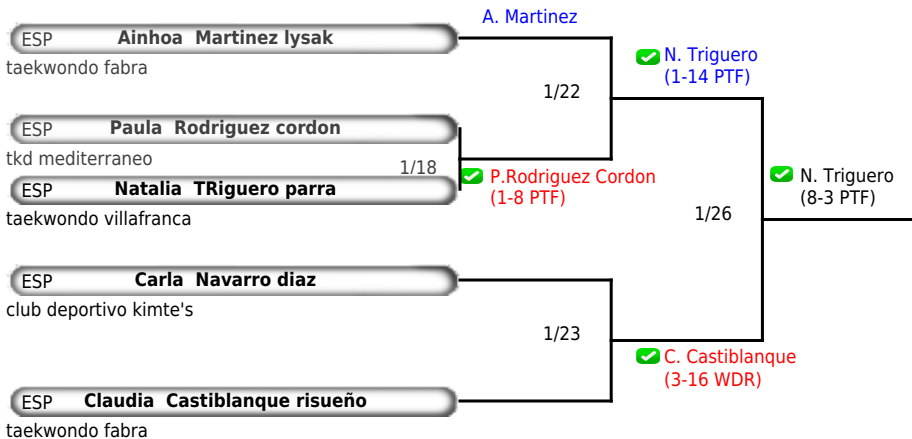 A. Martinez
ESP Ainhoa Martinez lysak
taekwondo fabra
N. Triguero
(1-14 PTF)
1/22
ESP Paula Rodriguez cordon
tkd mediterraneo
1/18
P.Rodriguez Cordon
(1-8 PTF)
ESP Natalia TRiguero parra
taekwondo villafranca
N. Triguero
(8-3 PTF)
1/26
ESP Carla Navarro diaz
club deportivo kimte's
1/23
C. Castiblanque
(3-16 WDR)
ESP Claudia Castiblanque risueño
taekwondo fabra